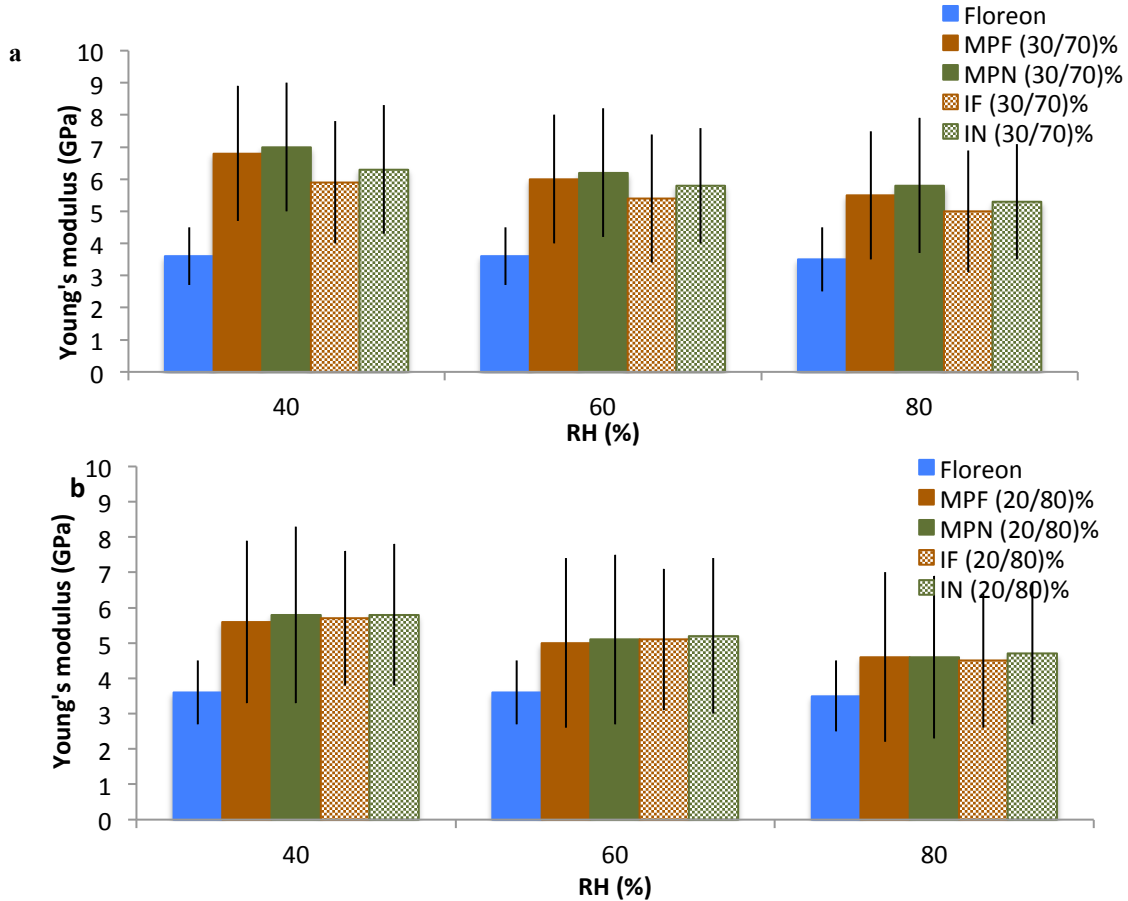 a
Young's modulus (GPa)
10
9
8
7
6
5
4
3
2
1
0
40
60
80
RH (%)
Floreon
MPF (30/70)%
MPN (30/70)%
IF (30/70)%
IN (30/70)%
b
Young's modulus (GPa)
10
9
8
7
6
5
4
3
2
1
0
40
60
80
RH (%)
Floreon
MPF (20/80)%
MPN (20/80)%
IF (20/80)%
IN (20/80)%